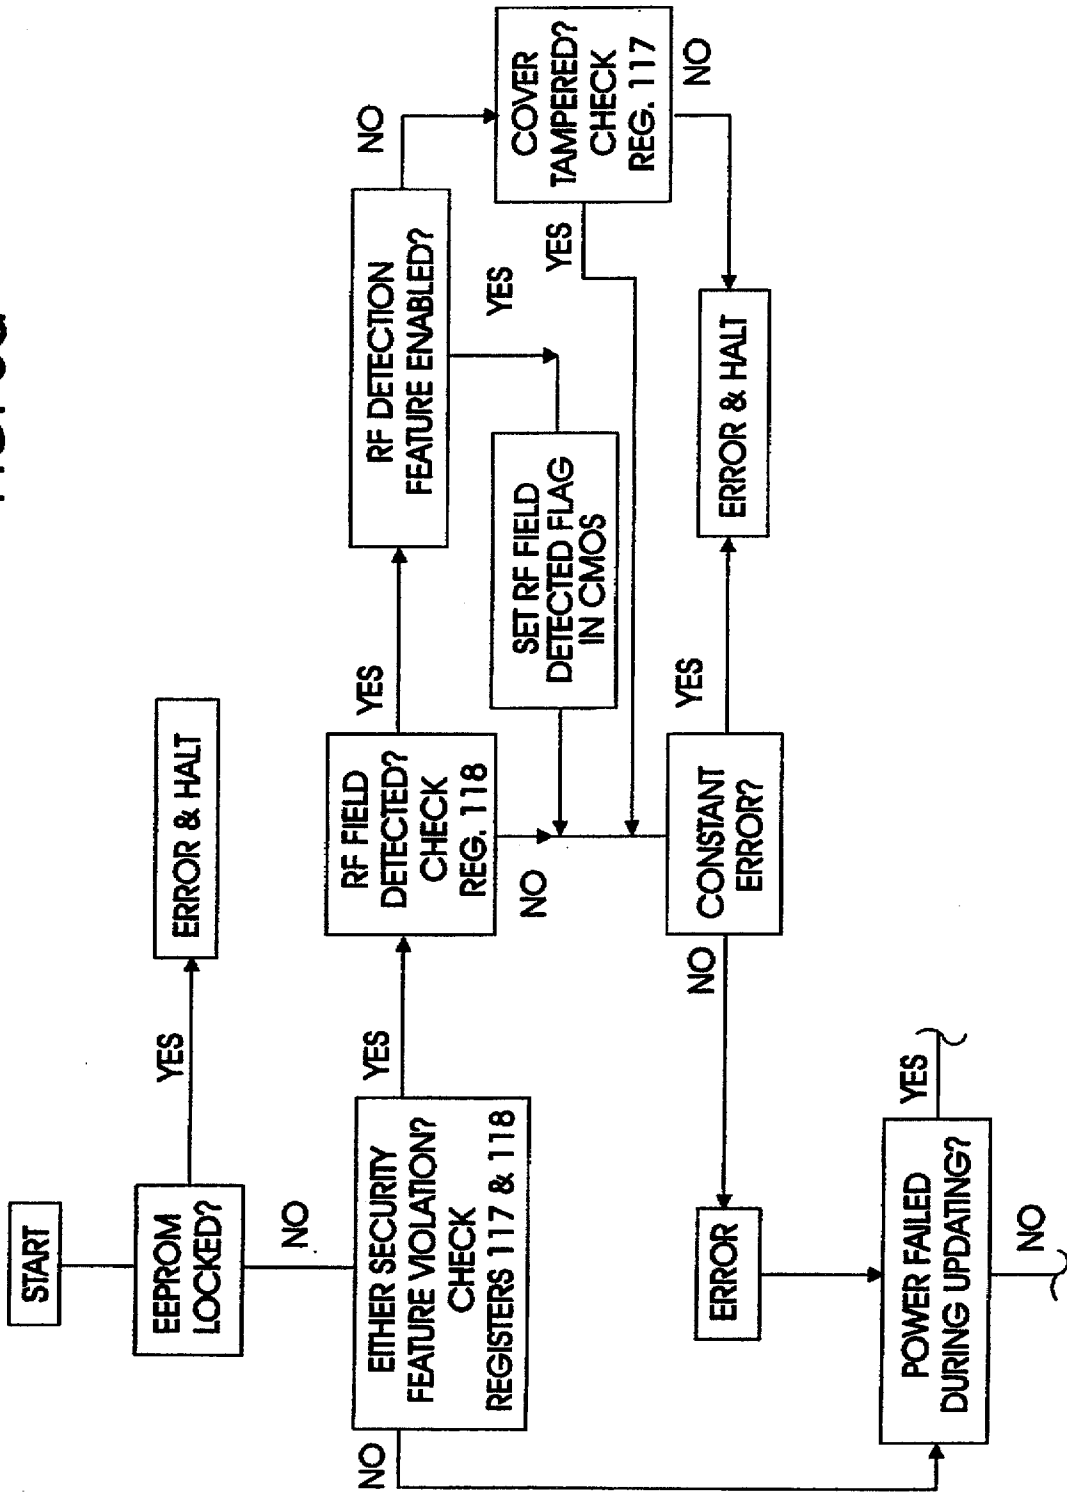 START
EEPROM
LOCKED?
YES
ERROR & HALT
NO
EITHER SECURITY
FEATURE VIOLATION?
CHECK
REGISTERS 117 & 118
NO
YES
RF FIELD
DETECTED?
CHECK
REG. 118
YES
NO
RF DETECTION
FEATURE ENABLED?
NO
YES
SET RF FIELD
DETECTED FLAG
IN CMOS
COVER
TAMPERED?
CHECK
REG. 117
YES
NO
CONSTANT
ERROR?
YES
ERROR & HALT
NO
ERROR
POWER FAILED
DURING UPDATING?
YES
NO